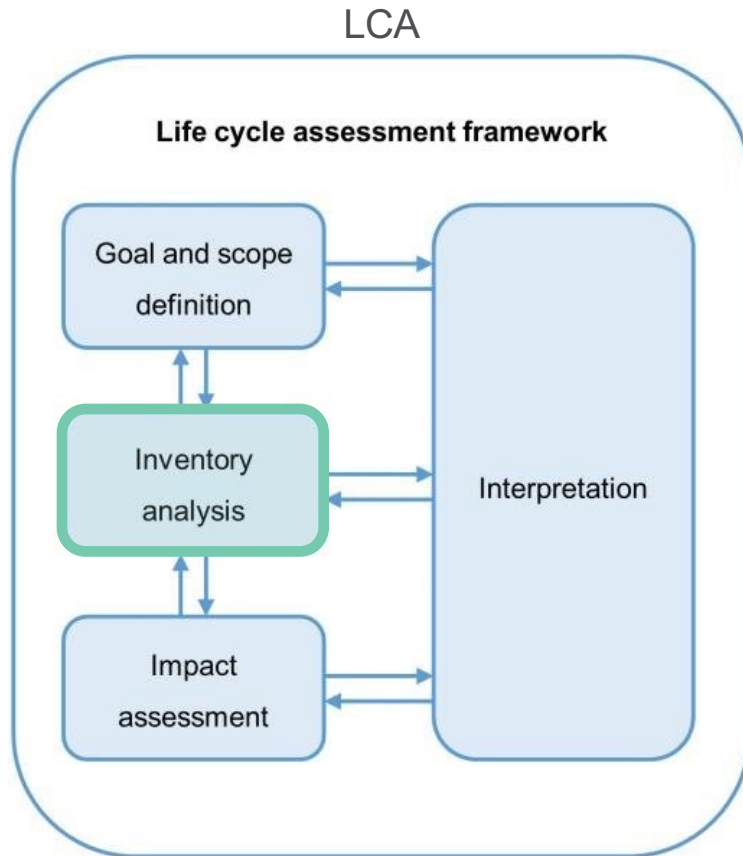 LCA
Life cycle assessment framework
Goal and scope
definition
Inventory
analysis
Interpretation
Impact
assessment